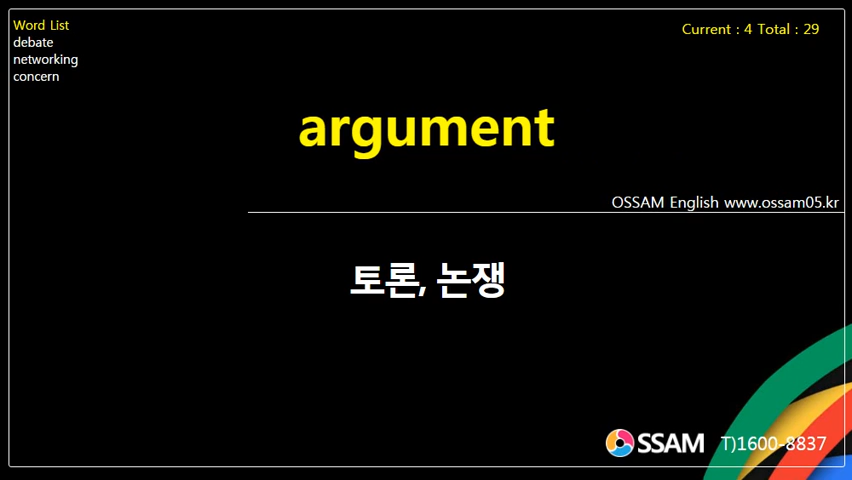 Word List
debate
networking
concern
Current : 4 Total : 29
argument
OSSAM English www.ossam05.kr
토론, 논쟁
OSSAM T)1600-8837